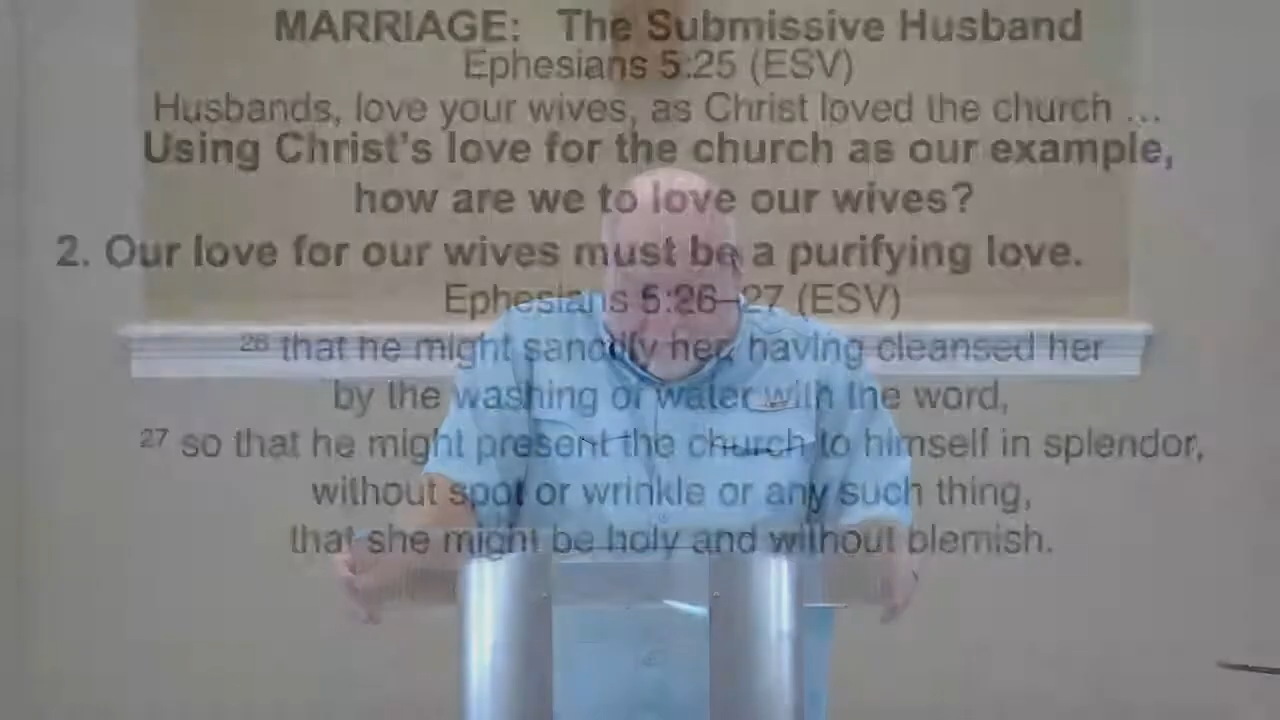 MARRIAGE: The Submissive Husband
Ephesians 5:25 (ESV)
Husbands, love your wives, as Christ loved the church ...
Using Christ's love for the church as our example,
how are we to love our wives?
2. Our love for our wives must be a purifying love.
Ephesians 5:26–27 (ESV)
26 that he might sanctify her, having cleansed her
by the washing of water with the word,
27 so that he might present the church to himself in splendor,
without spot or wrinkle or any such thing,
that she might be holy and without blemish.